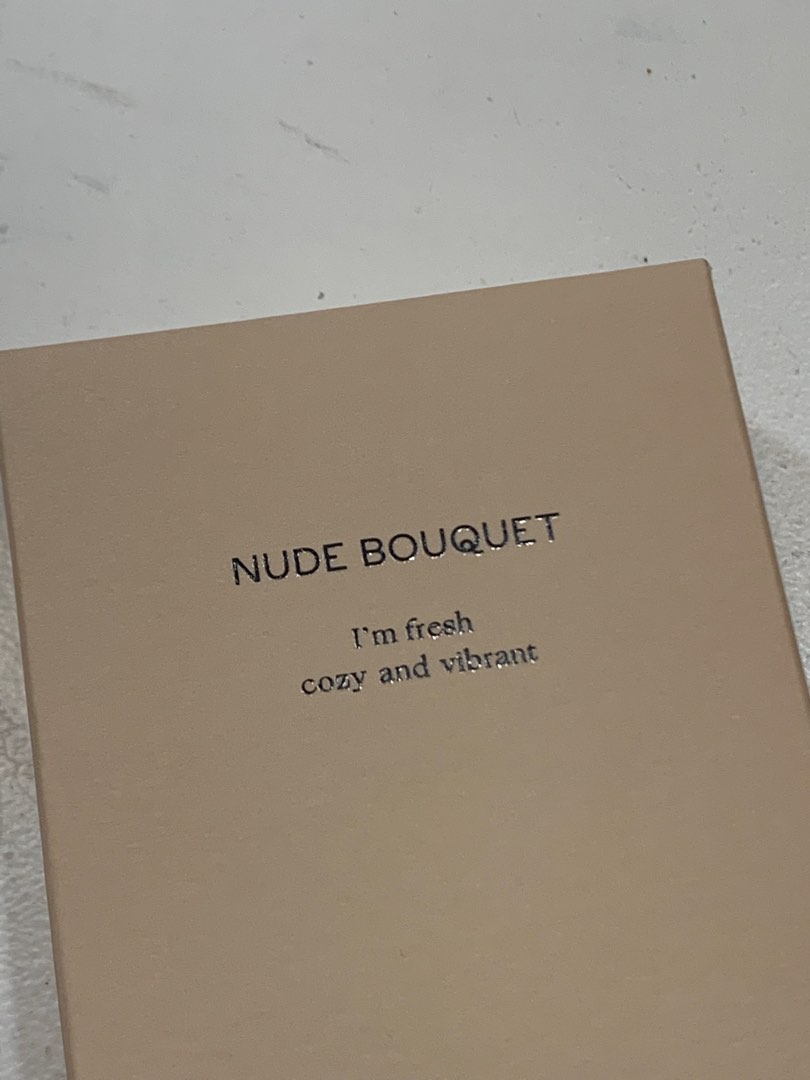 NUDE BOUQUET
I'm fresh
cozy and vibrant